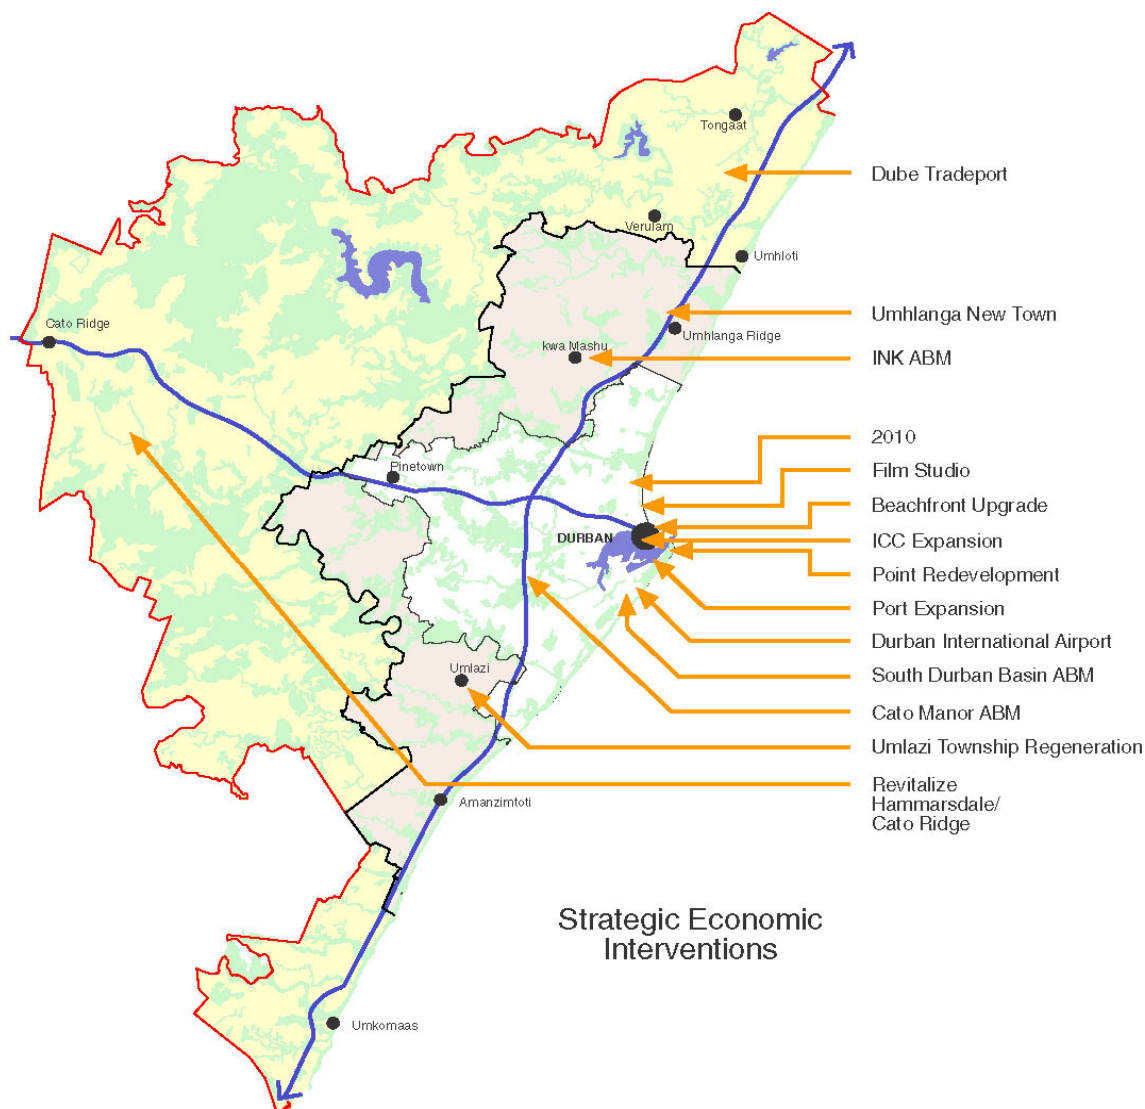 Tongaat
Dube Tradeport
Verulam
Umhloti
Umhlanga New Town
Cato Ridge
Umhlanga Ridge
kwa Mashu
INK ABM
2010
Pinetown
Film Studio
Beachfront Upgrade
DURBAN
ICC Expansion
Point Redevelopment
Port Expansion
Durban International Airport
Umlazi
South Durban Basin ABM
Cato Manor ABM
Umlazi Township Regeneration
Revitalize
Hammarsdale/
Cato Ridge
Amanzimtoti
Strategic Economic
Interventions
Umkomaas